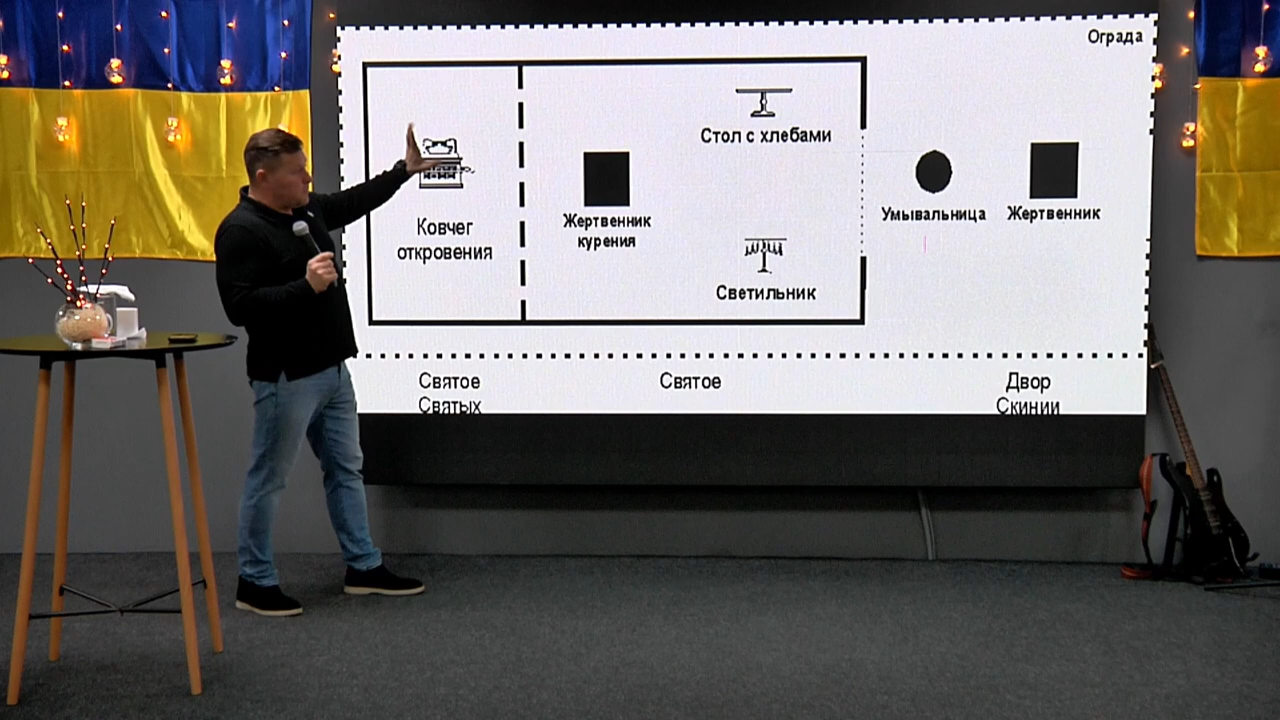 Ограда
Стол с хлебами
Ковчег
откровения
Жертвенник
курения
Светильник
Умывальница
Жертвенник
Святое
Святых
Святое
Двор
Скинии